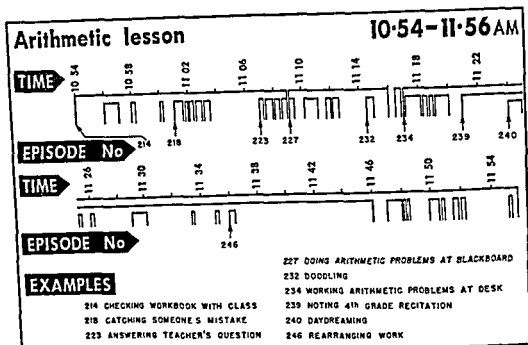 Arithmetic lesson 10·54–11·56 AM
TIME 10 54 10 58 11 02 11 06 11 10 11 14 11 18 11 22
EPISODE No 214 218 223 227 232 234 239 240
TIME 11 26 11 30 11 34 11 38 11 42 11 46 11 50 11 54
EPISODE No 246
EXAMPLES
214 CHECKING WORKBOOK WITH CLASS
218 CATCHING SOMEONE'S MISTAKE
223 ANSWERING TEACHER'S QUESTION
227 DOING ARITHMETIC PROBLEMS AT BLACKBOARD
232 DOODLING
234 WORKING ARITHMETIC PROBLEMS AT DESK
239 NOTING 4th GRADE RECITATION
240 DAYDREAMING
246 REARRANGING WORK